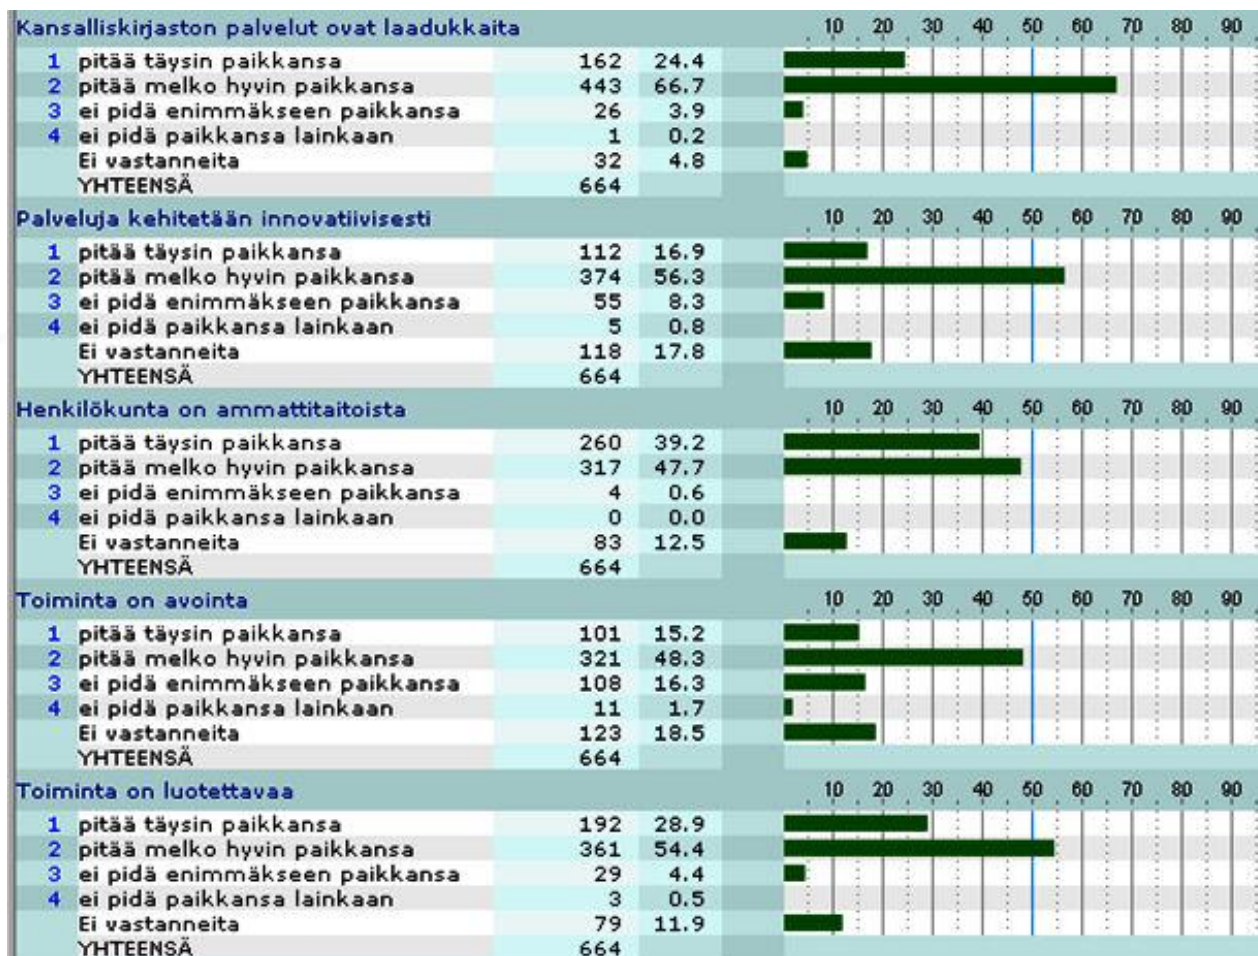 Kansalliskirjaston palvelut ovat laadukkaita 10 20 30 40 50 60 70 80 90
1 pitää täysin paikkansa 162 24.4
2 pitää melko hyvin paikkansa 443 66.7
3 ei pidä enimmäkseen paikkansa 26 3.9
4 ei pidä paikkansa lainkaan 1 0.2
Ei vastanneita 32 4.8
YHTEENSÄ 664
Palveluja kehitetään innovatiivisesti 10 20 30 40 50 60 70 80 90
1 pitää täysin paikkansa 112 16.9
2 pitää melko hyvin paikkansa 374 56.3
3 ei pidä enimmäkseen paikkansa 55 8.3
4 ei pidä paikkansa lainkaan 5 0.8
Ei vastanneita 118 17.8
YHTEENSÄ 664
Henkilökunta on ammattitaitoista 10 20 30 40 50 60 70 80 90
1 pitää täysin paikkansa 260 39.2
2 pitää melko hyvin paikkansa 317 47.7
3 ei pidä enimmäkseen paikkansa 4 0.6
4 ei pidä paikkansa lainkaan 0 0.0
Ei vastanneita 83 12.5
YHTEENSÄ 664
Toiminta on avointa 10 20 30 40 50 60 70 80 90
1 pitää täysin paikkansa 101 15.2
2 pitää melko hyvin paikkansa 321 48.3
3 ei pidä enimmäkseen paikkansa 108 16.3
4 ei pidä paikkansa lainkaan 11 1.7
Ei vastanneita 123 18.5
YHTEENSÄ 664
Toiminta on luotettavaa 10 20 30 40 50 60 70 80 90
1 pitää täysin paikkansa 192 28.9
2 pitää melko hyvin paikkansa 361 54.4
3 ei pidä enimmäkseen paikkansa 29 4.4
4 ei pidä paikkansa lainkaan 3 0.5
Ei vastanneita 79 11.9
YHTEENSÄ 664